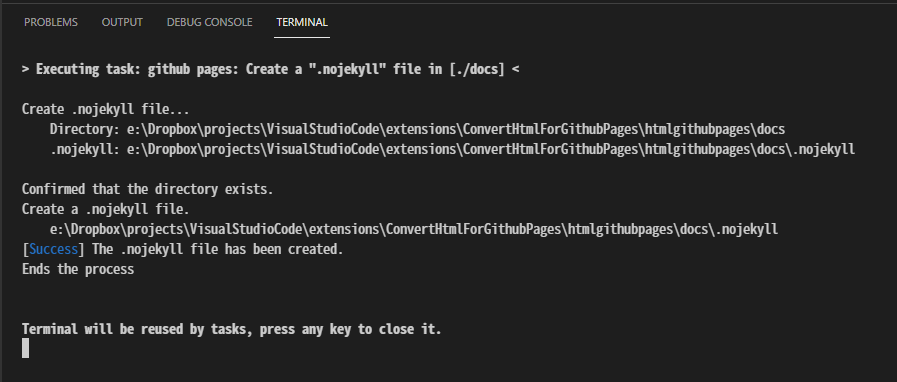 PROBLEMS OUTPUT DEBUG CONSOLE TERMINAL
> Executing task: github pages: Create a ".nojekyll" file in [./docs] <
Create .nojekyll file...
Directory: e:\Dropbox\projects\VisualStudioCode\extensions\ConvertHtmlForGithubPages\htmlgithubpages\docs
.nojekyll: e:\Dropbox\projects\VisualStudioCode\extensions\ConvertHtmlForGithubPages\htmlgithubpages\docs\.nojekyll
Confirmed that the directory exists.
Create a .nojekyll file.
e:\Dropbox\projects\VisualStudioCode\extensions\ConvertHtmlForGithubPages\htmlgithubpages\docs\.nojekyll
[Success] The .nojekyll file has been created.
Ends the process
Terminal will be reused by tasks, press any key to close it.